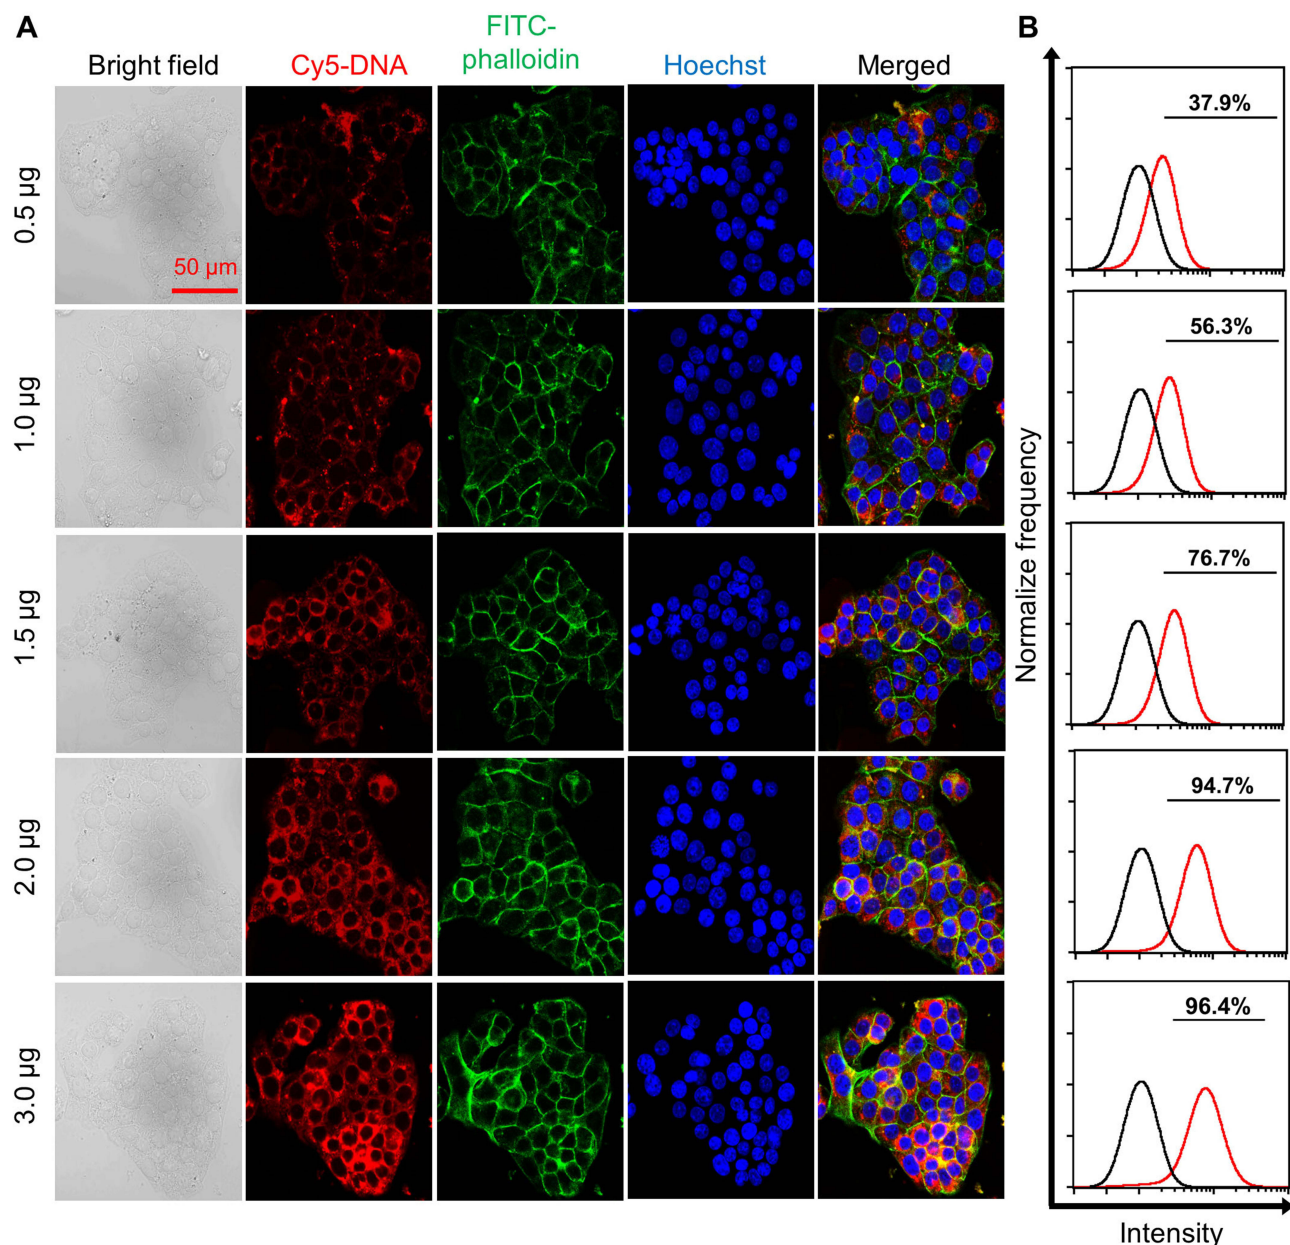 A
B
FITC-
phalloidin
Bright field
Cy5-DNA
Hoechst
Merged
0.5 µg
50 µm
37.9%
1.0 µg
56.3%
1.5 µg
76.7%
Normalize frequency
2.0 µg
94.7%
3.0 µg
96.4%
Intensity